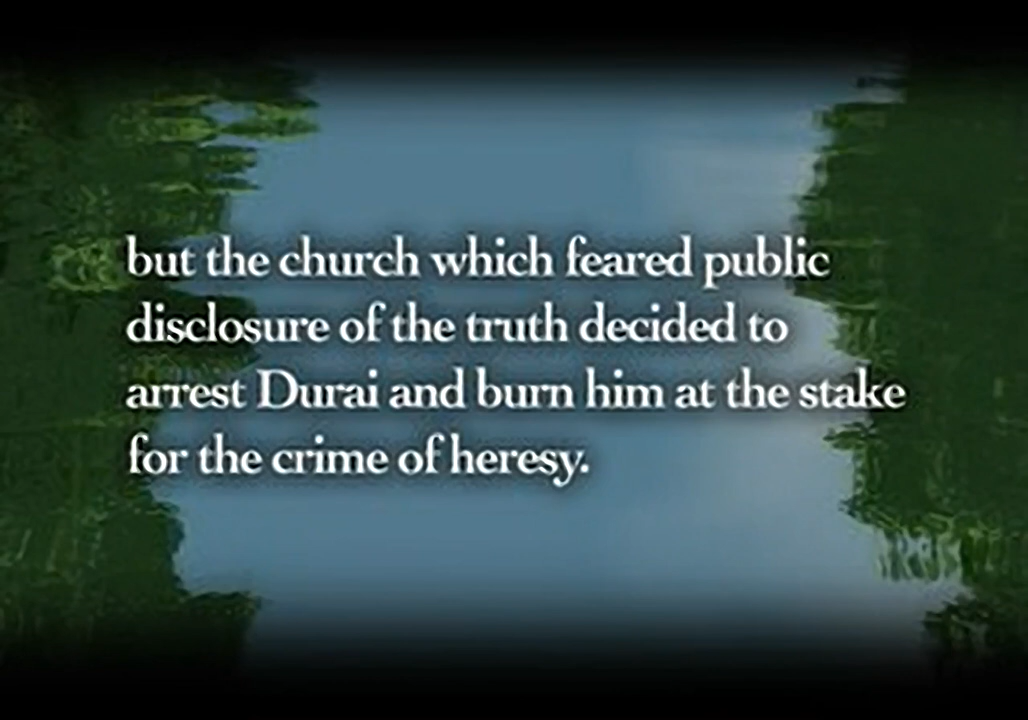 but the church which feared public
disclosure of the truth decided to
arrest Durai and burn him at the stake
for the crime of heresy.